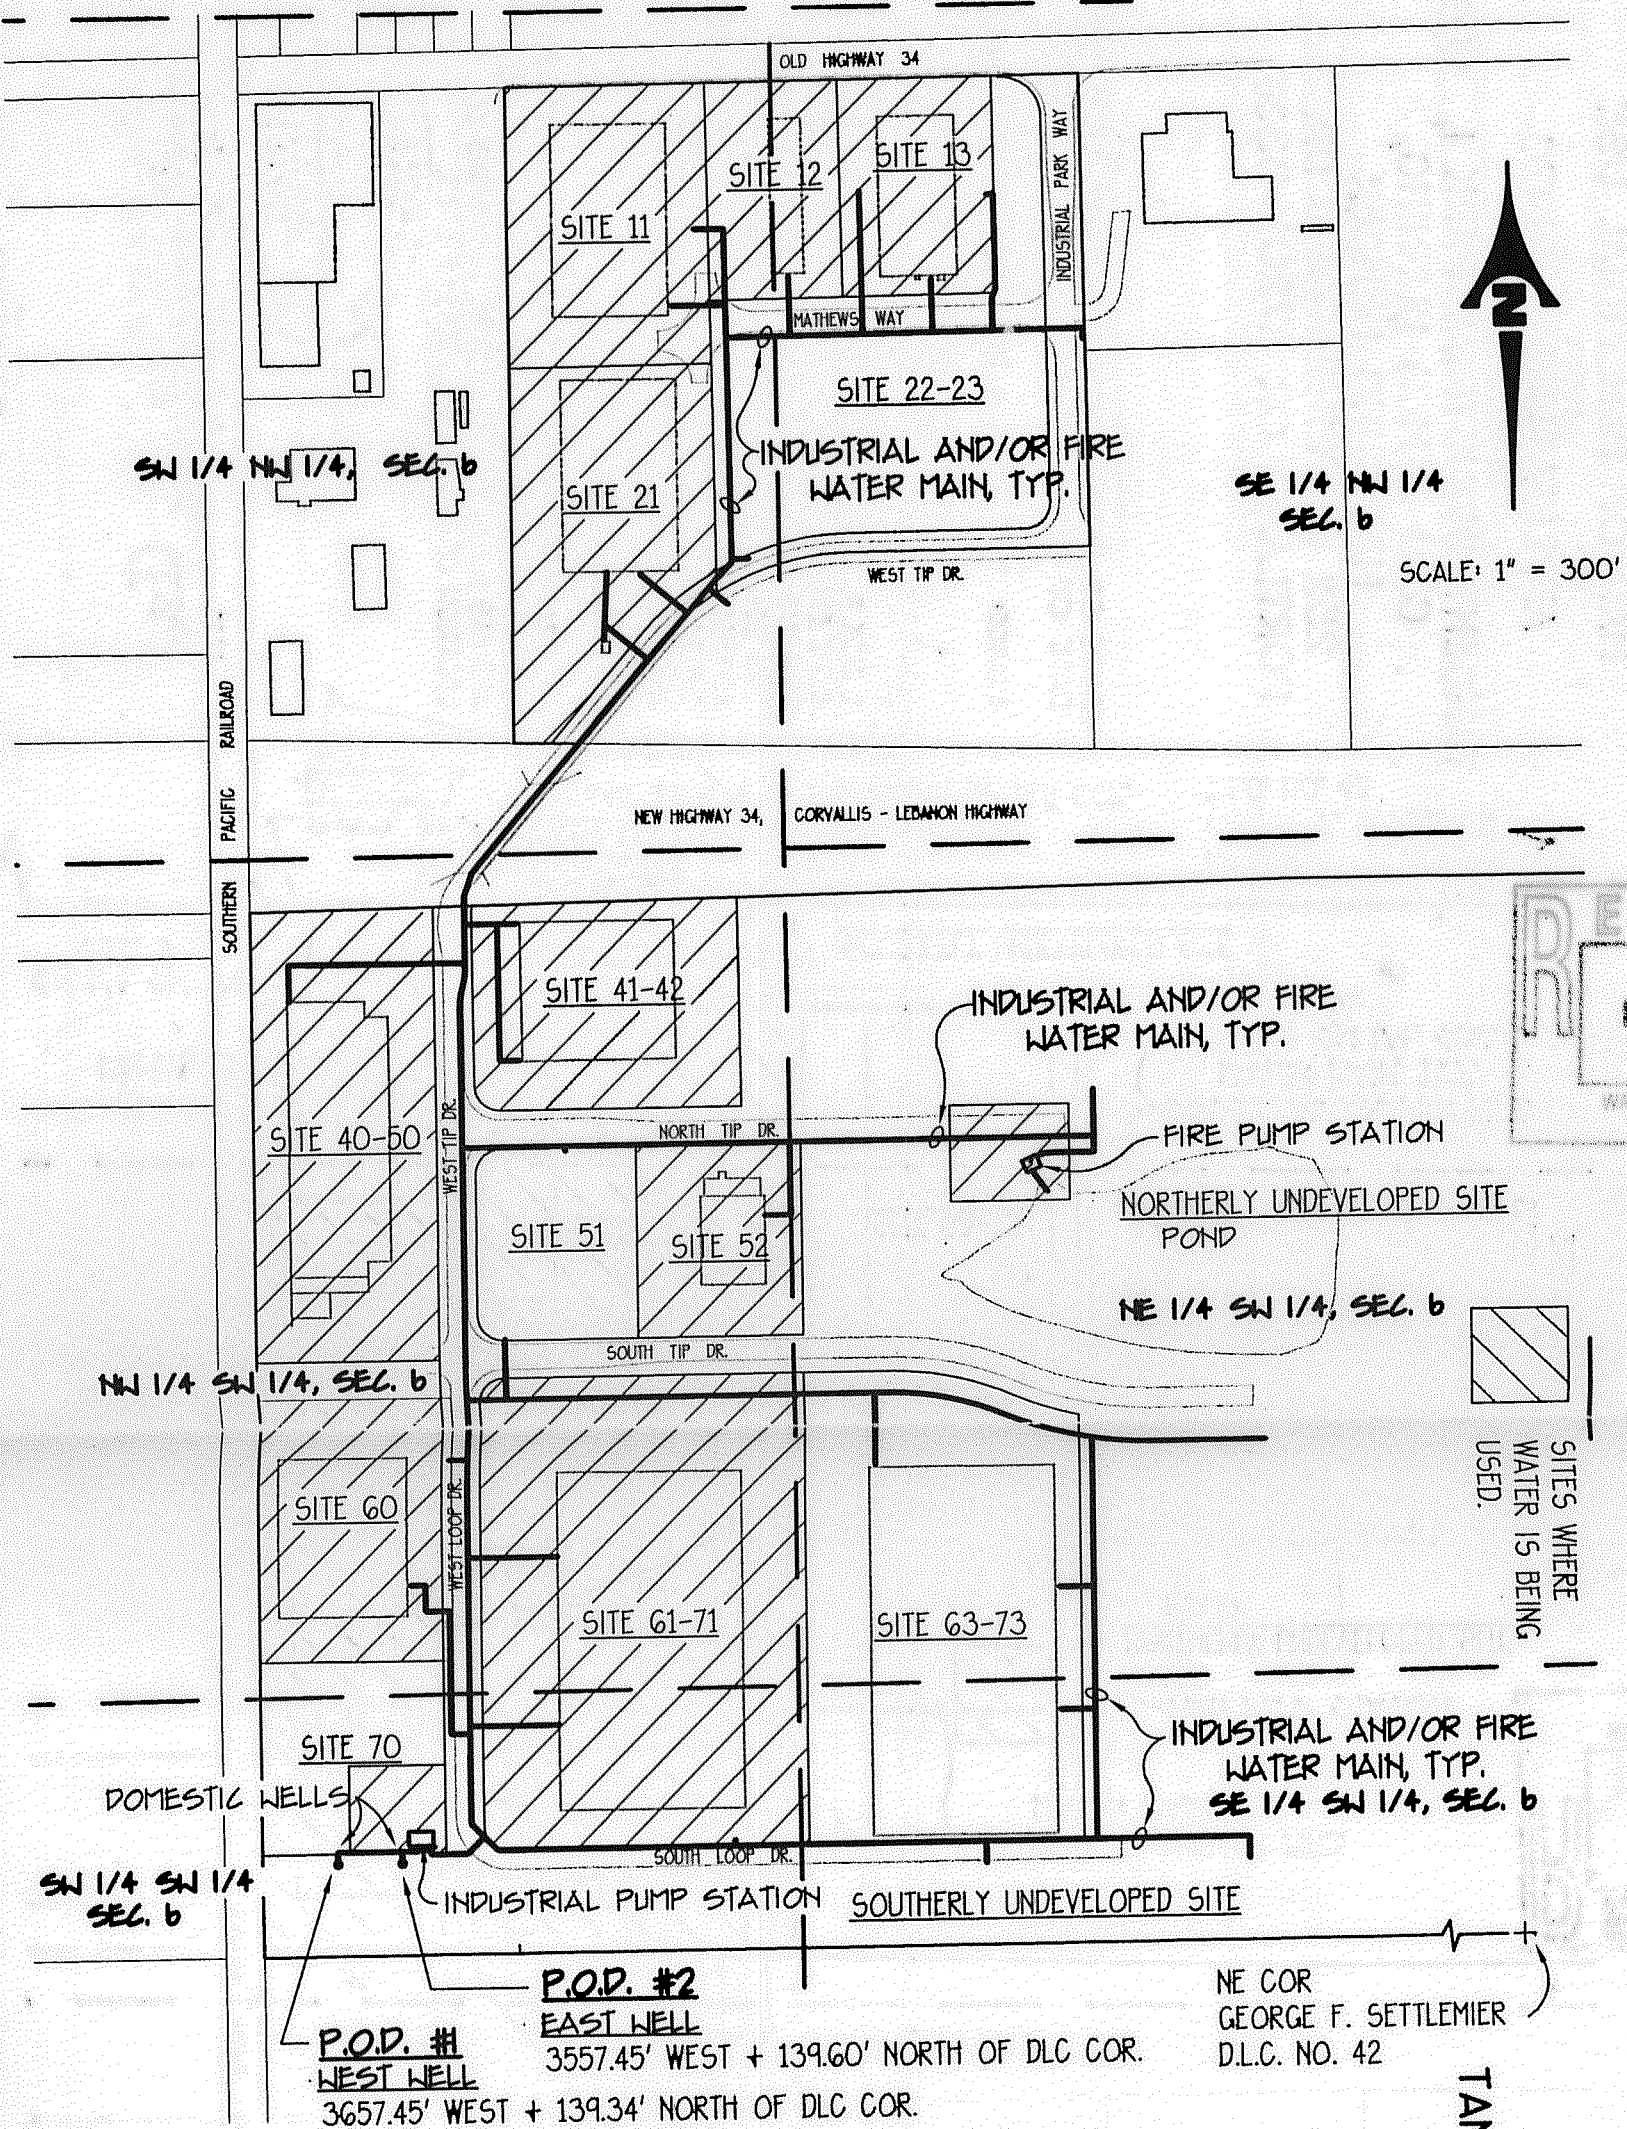 OLD HIGHWAY 34
INDUSTRIAL PARK WAY
SITE 13
SITE 12
SITE 11
N
MATHEWS WAY
SITE 22-23
INDUSTRIAL AND/OR FIRE
WATER MAIN, TYP.
SW 1/4 NW 1/4, SEC. 6
SITE 21
SE 1/4 NW 1/4
SEC. 6
WEST TIP DR.
SCALE: 1" = 300'
SOUTHERN PACIFIC RAILROAD
NEW HIGHWAY 34, CORVALLIS - LEBANON HIGHWAY
SITE 41-42
INDUSTRIAL AND/OR FIRE
WATER MAIN, TYP.
SITE 40-50
WEST TIP DR.
NORTH TIP DR.
FIRE PUMP STATION
NORTHERLY UNDEVELOPED SITE
POND
SITE 51
SITE 52
NE 1/4 SW 1/4, SEC. 6
SOUTH TIP DR.
NW 1/4 SW 1/4, SEC. 6
SITES WHERE
WATER IS BEING
USED.
SITE 60
WEST LOOP DR.
SITE 61-71
SITE 63-73
SITE 70
INDUSTRIAL AND/OR FIRE
WATER MAIN, TYP.
SE 1/4 SW 1/4, SEC. 6
DOMESTIC WELLS
SOUTH LOOP DR.
SW 1/4 SW 1/4
SEC. 6
INDUSTRIAL PUMP STATION
SOUTHERLY UNDEVELOPED SITE
P.O.D. #2
EAST WELL
3557.45' WEST + 139.60' NORTH OF DLC COR.
NE COR
GEORGE F. SETTLEMIER
D.L.C. NO. 42
P.O.D. #1
WEST WELL
3657.45' WEST + 139.34' NORTH OF DLC COR.